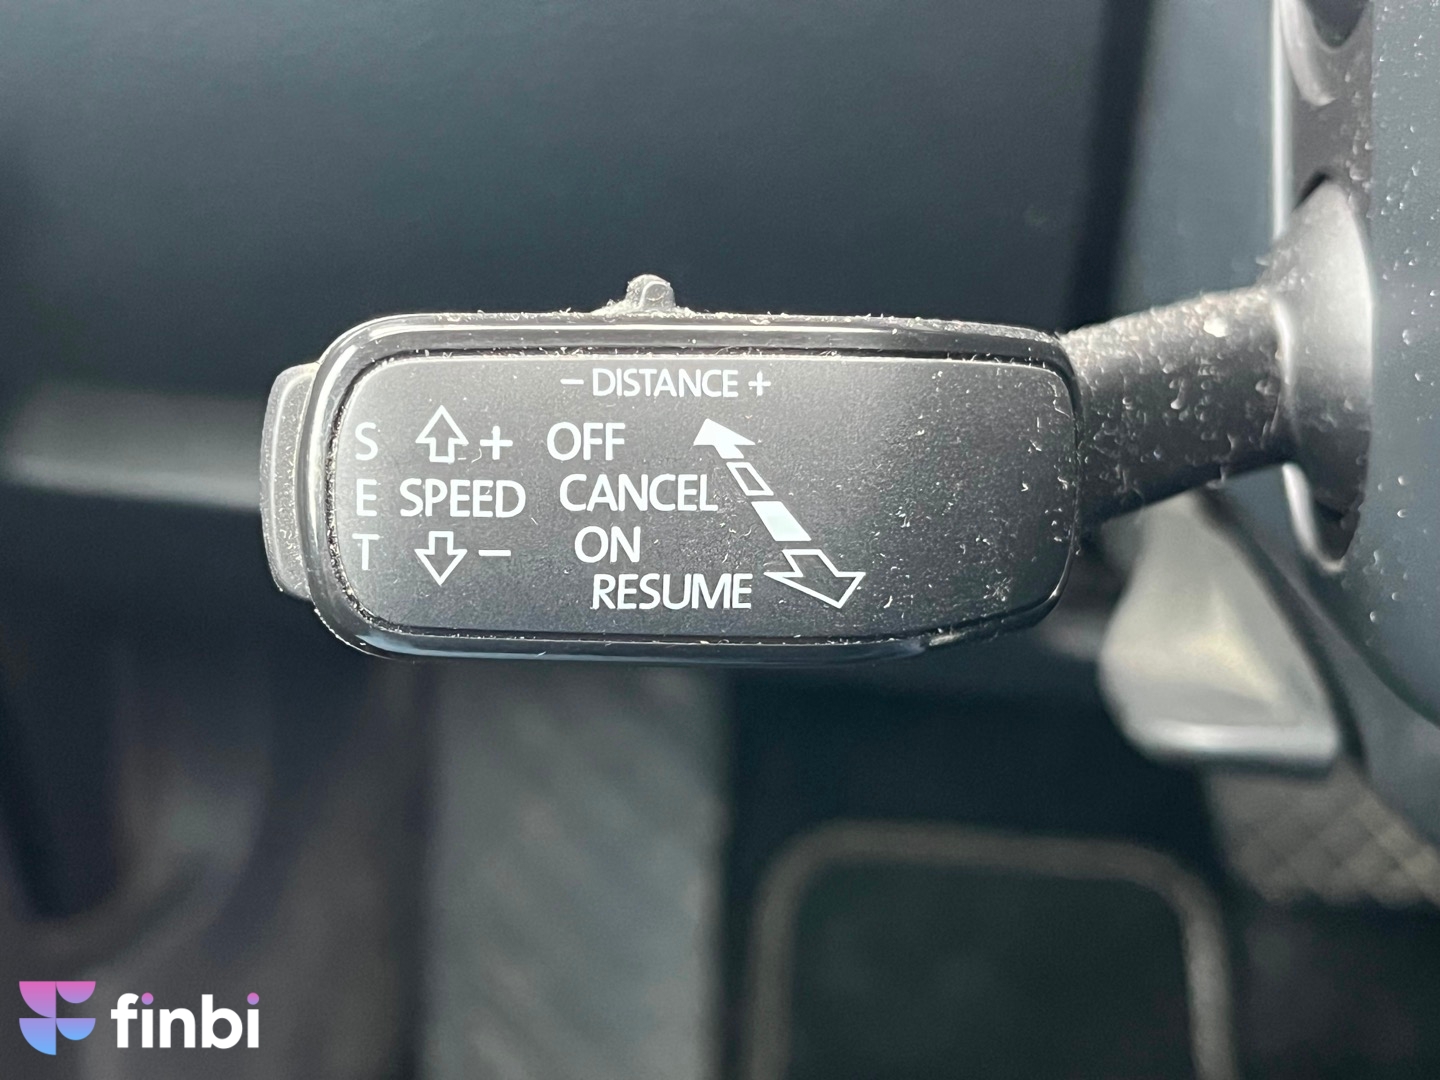 – DISTANCE +
S + OFF
E SPEED CANCEL
T – ON
RESUME
finbi